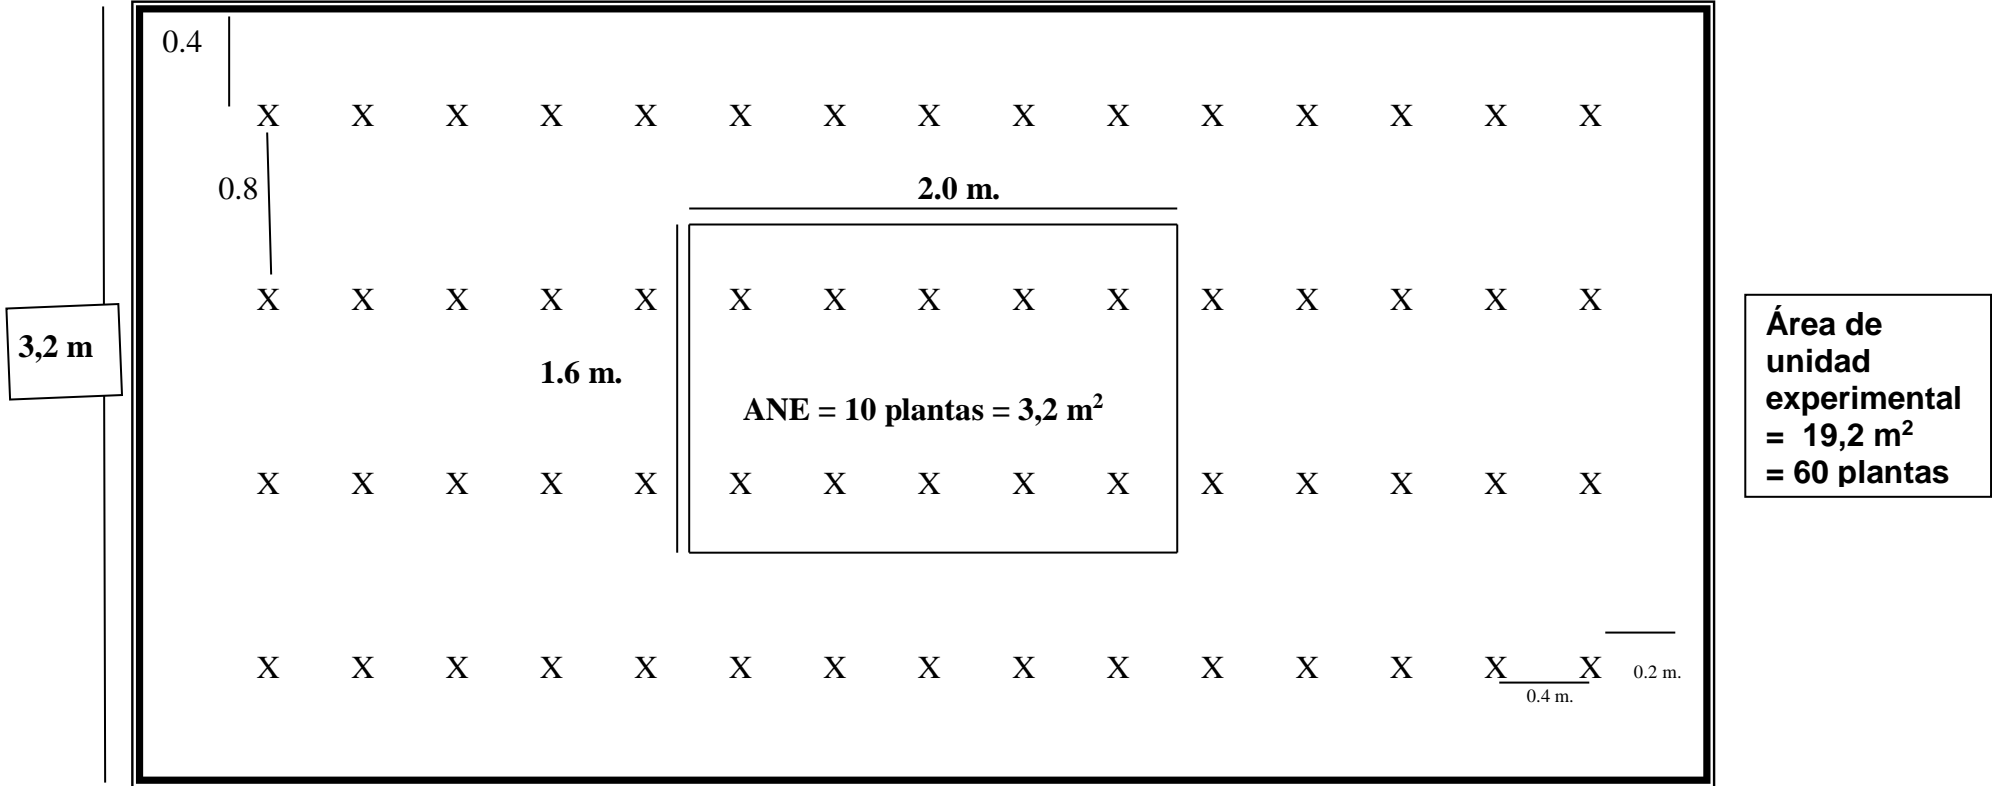 0.4
X X X X X X X X X X X X X X X
0.8
2.0 m.
X X X X X X X X X X X X X X X
3,2 m
1.6 m.
ANE = 10 plantas = 3,2 m²
Área de
unidad
experimental
= 19,2 m²
= 60 plantas
X X X X X X X X X X X X X X X
X X X X X X X X X X X X X X X
0.2 m.
0.4 m.